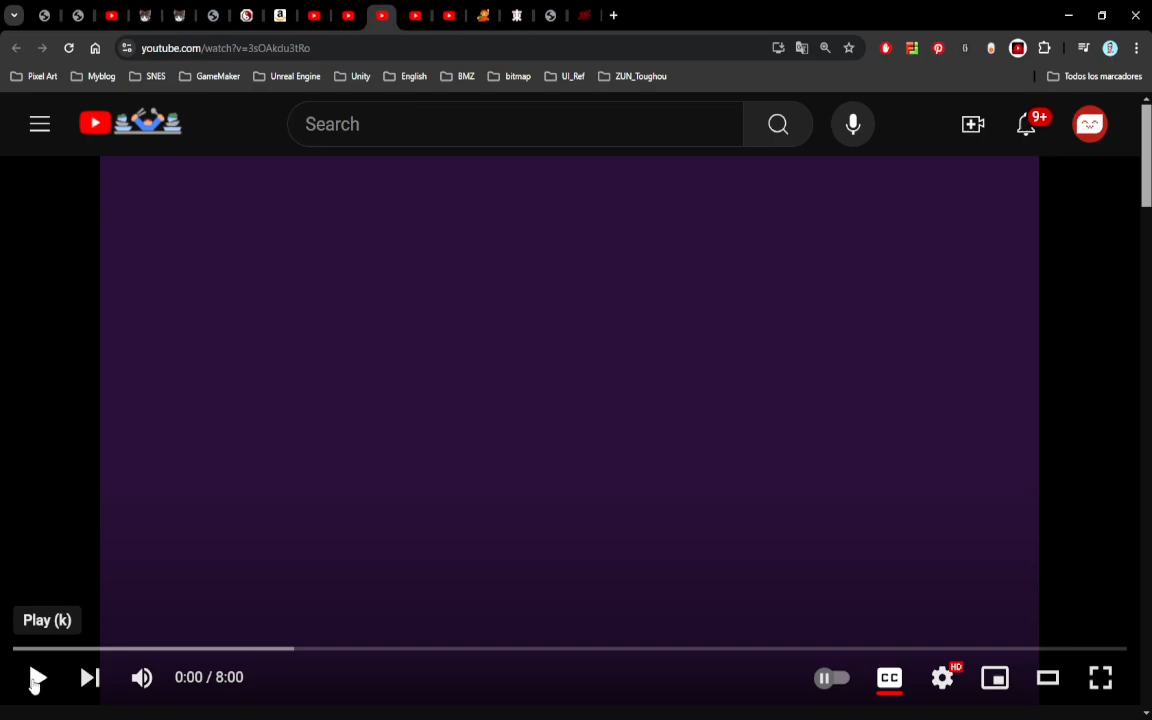 youtube.com/watch?v=3sOAkdu3tRo
Pixel Art Myblog SNES GameMaker Unreal Engine Unity English BMZ bitmap UI_Ref ZUN_Toughou Todos los marcadores
Search 9+
Play (k)
0:00 / 8:00 CC HD